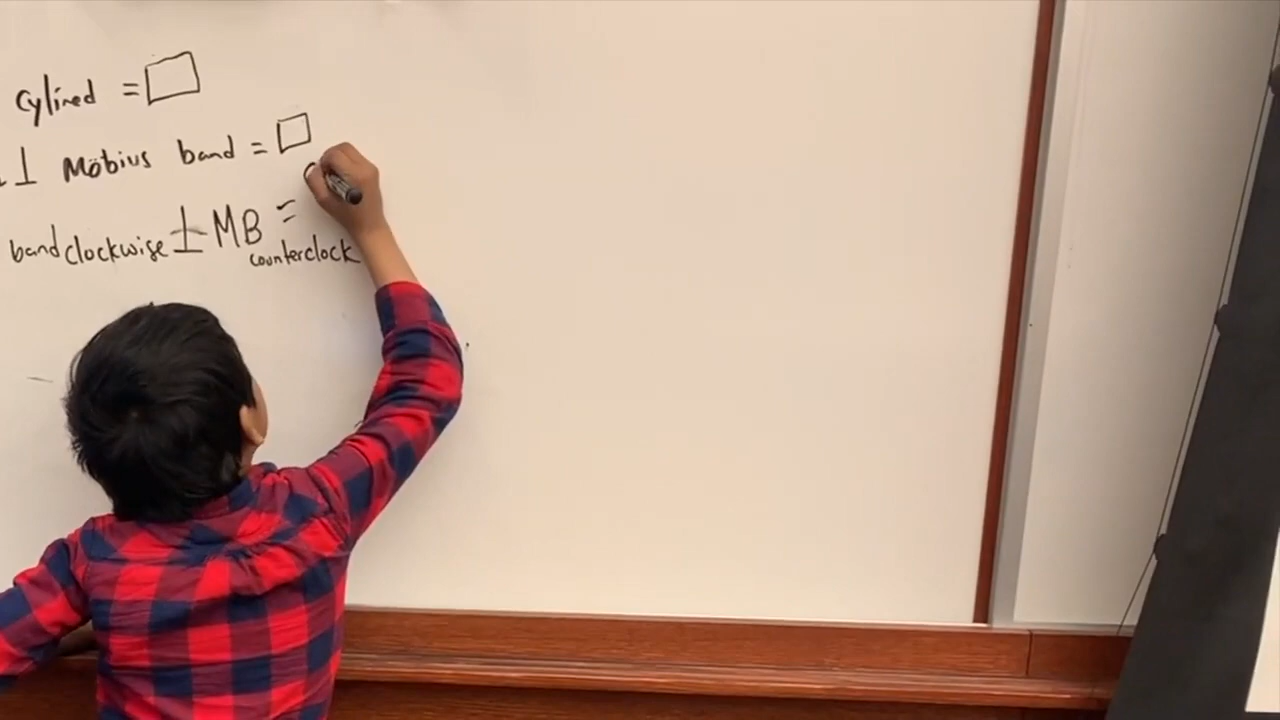 cylined =
⊥ Möbius band =
band clockwise ⊥ MB =
counterclock